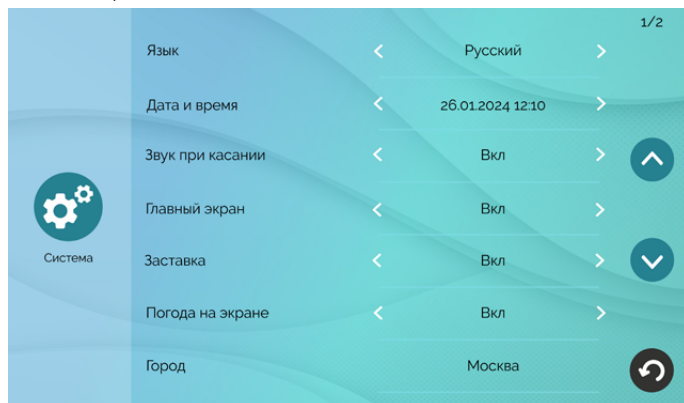 1/2
Язык
Русский
Дата и время
26.01.2024 12:10
Звук при касании
Вкл
Главный экран
Вкл
Система
Заставка
Вкл
Погода на экране
Вкл
Город
Москва